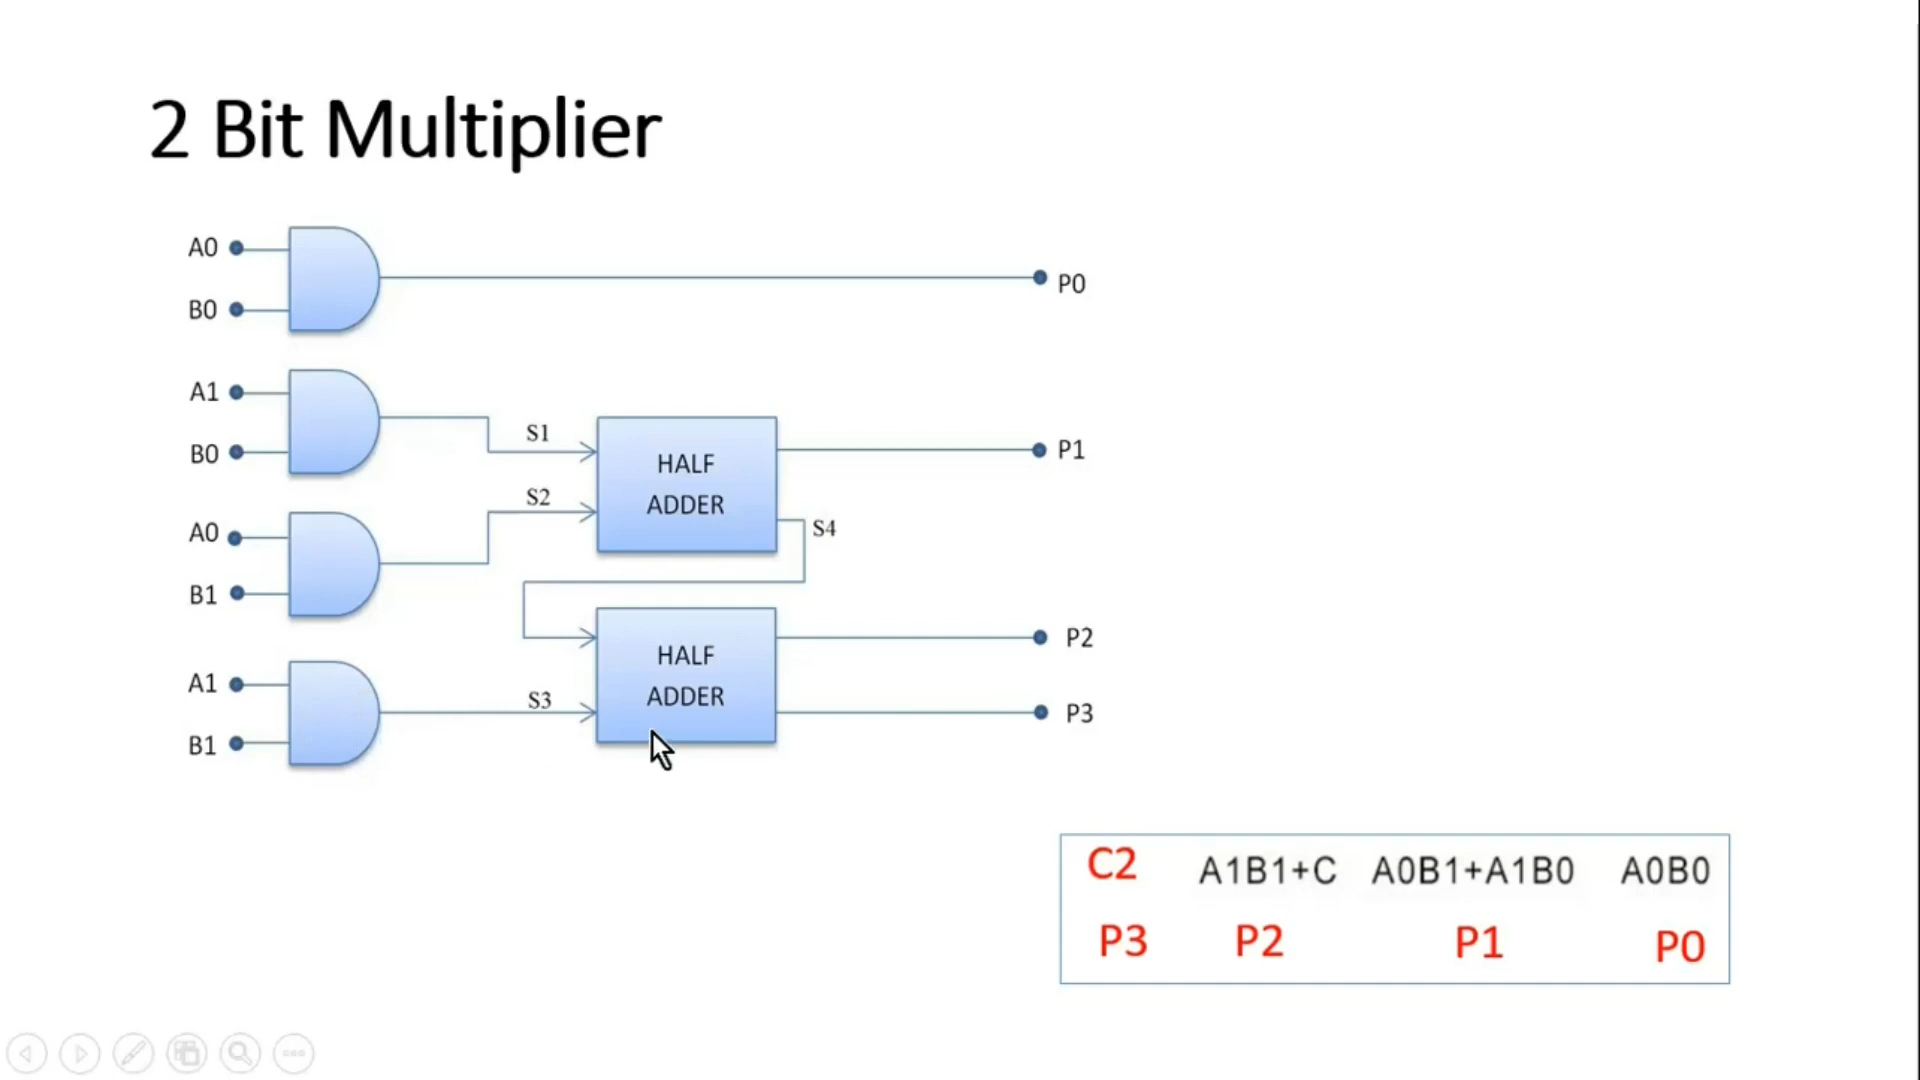 2 Bit Multiplier
A0
B0
P0
A1
B0
S1
HALF
ADDER
P1
S2
A0
B1
S4
HALF
ADDER
P2
A1
B1
S3
P3
C2 A1B1+C A0B1+A1B0 A0B0
P3 P2 P1 P0